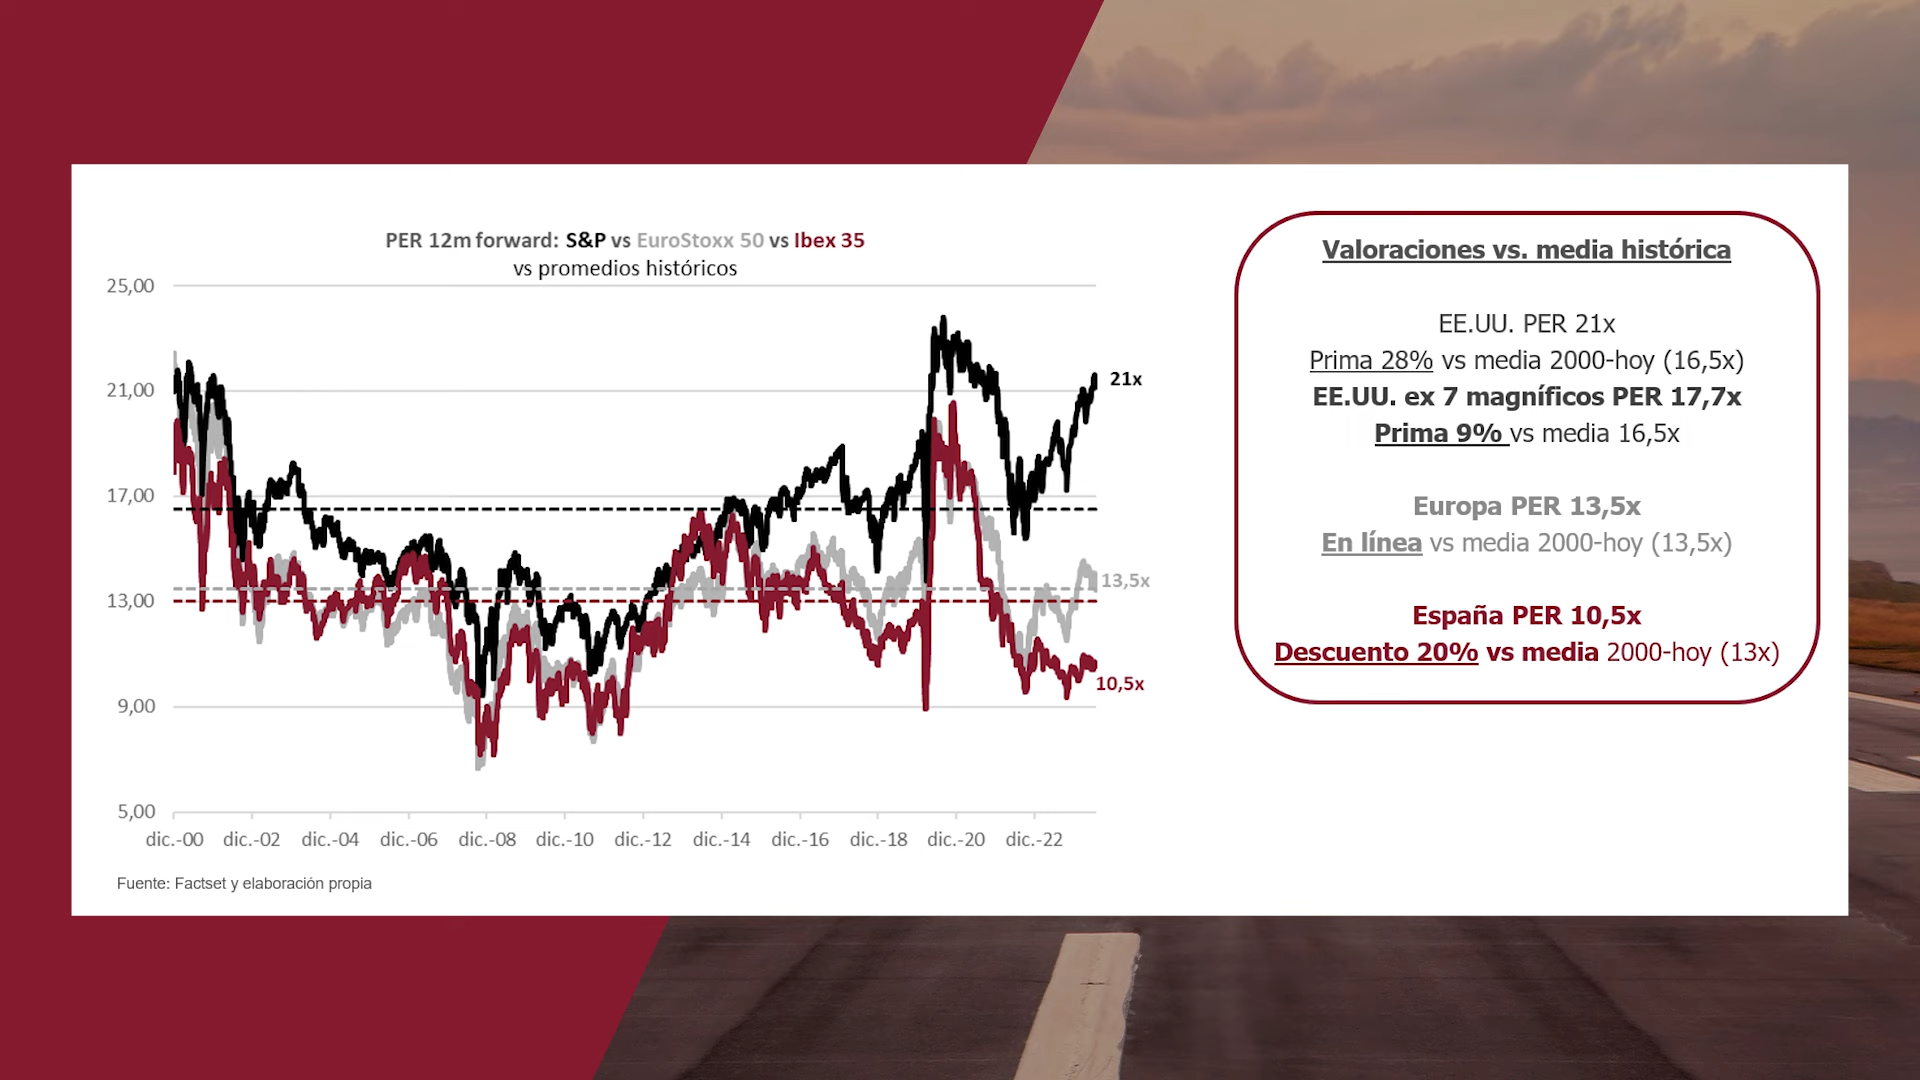 PER 12m forward: S&P vs EuroStoxx 50 vs Ibex 35
vs promedios históricos
25,00
21,00
17,00
13,00
9,00
5,00
21x
13,5x
10,5x
dic.-00 dic.-02 dic.-04 dic.-06 dic.-08 dic.-10 dic.-12 dic.-14 dic.-16 dic.-18 dic.-20 dic.-22
Fuente: Factset y elaboración propia
Valoraciones vs. media histórica
EE.UU. PER 21x
Prima 28% vs media 2000-hoy (16,5x)
EE.UU. ex 7 magníficos PER 17,7x
Prima 9% vs media 16,5x
Europa PER 13,5x
En línea vs media 2000-hoy (13,5x)
España PER 10,5x
Descuento 20% vs media 2000-hoy (13x)